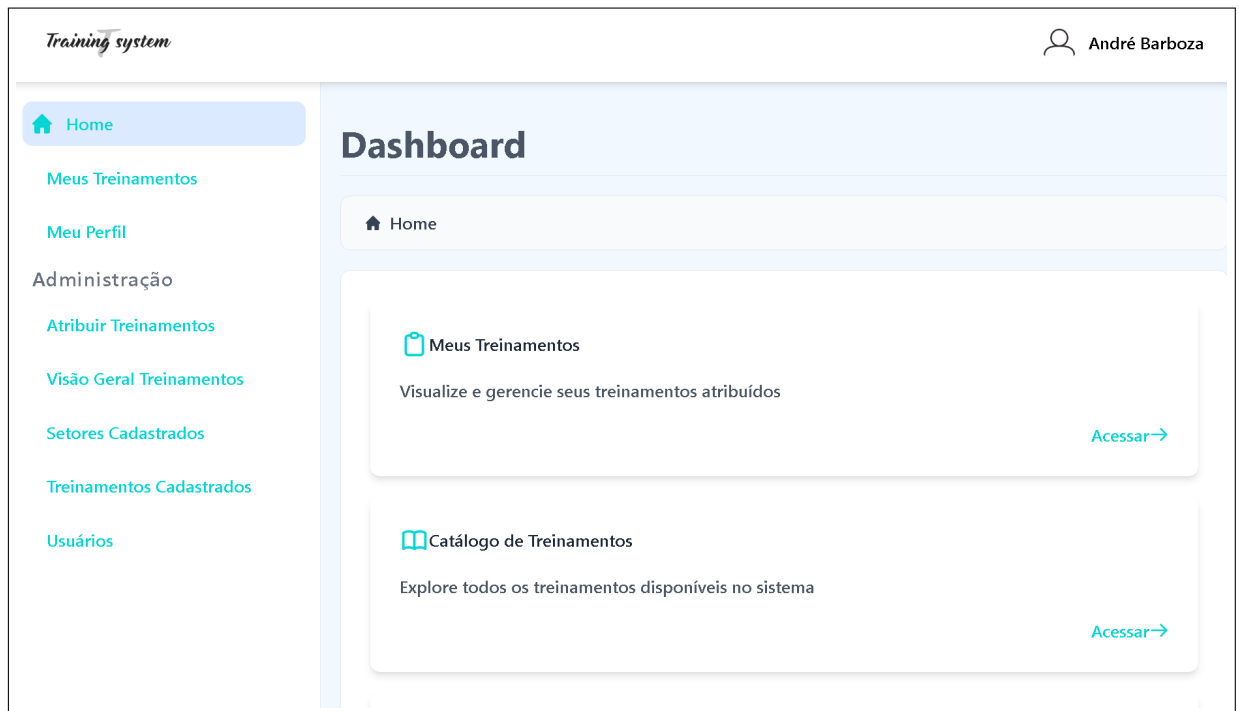 Training T system
André Barboza
Home
Meus Treinamentos
Meu Perfil
Administração
Atribuir Treinamentos
Visão Geral Treinamentos
Setores Cadastrados
Treinamentos Cadastrados
Usuários
Dashboard
Home
Meus Treinamentos
Visualize e gerencie seus treinamentos atribuídos
Acessar
Catálogo de Treinamentos
Explore todos os treinamentos disponíveis no sistema
Acessar